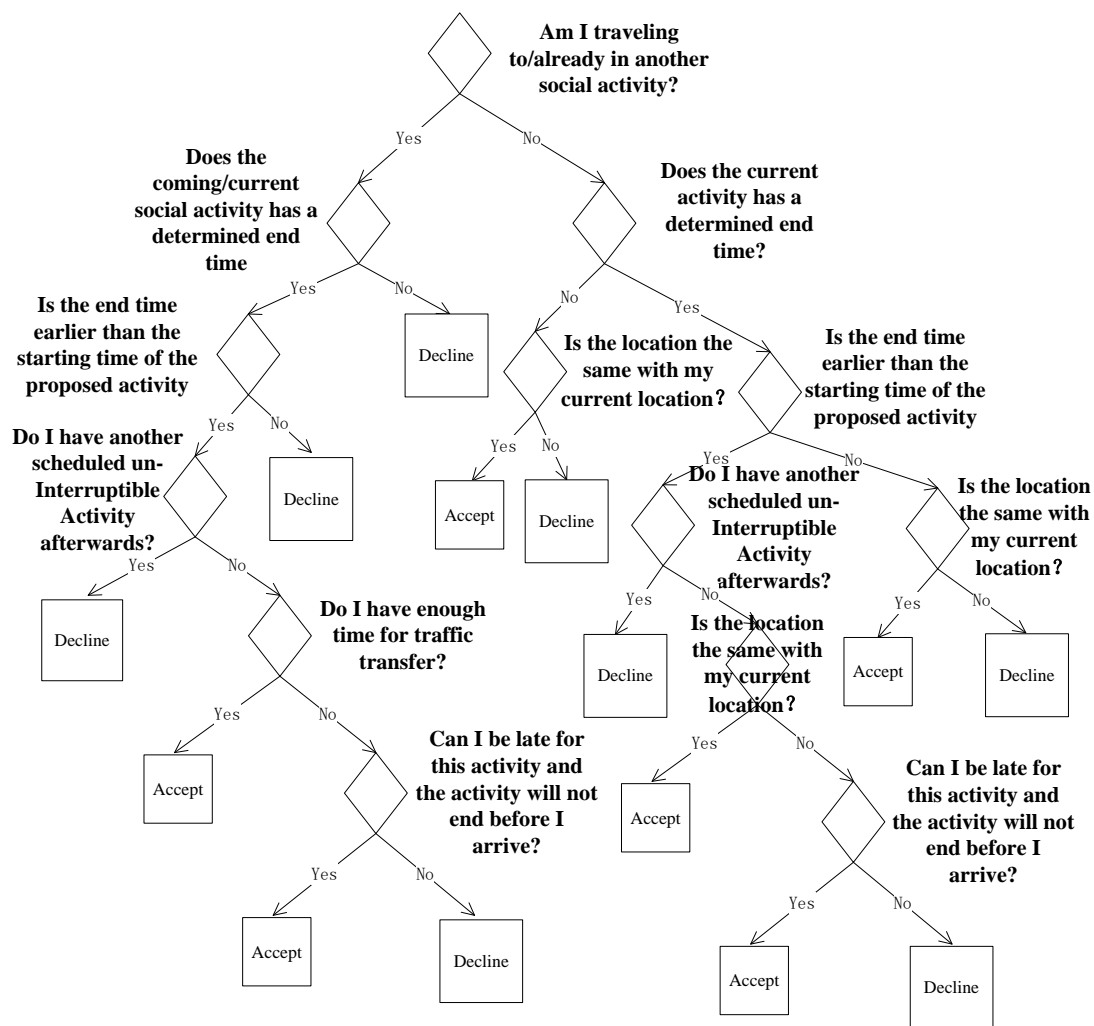 Am I traveling
to/already in another
social activity?
Yes
No
Does the
coming/current
social activity has a
determined end
time
Does the current
activity has a
determined end
time?
Yes
No
No
Yes
Is the end time
earlier than the
starting time of the
proposed activity
Decline
Is the location the
same with my
current location？
Is the end time
earlier than the
starting time of the
proposed activity
Yes
No
Yes
No
Yes
No
Do I have another
scheduled un-
Interruptible
Activity
afterwards?
Decline
Accept
Decline
Do I have another
scheduled un-
Interruptible
Activity
afterwards?
Is the location
the same with
my current
location？
Yes
No
Yes
No
Yes
No
Decline
Do I have enough
time for traffic
transfer?
Decline
Is the location
the same with
my current
location？
Accept
Decline
Yes
No
Yes
No
Accept
Can I be late for
this activity and
the activity will not
end before I
arrive?
Accept
Can I be late for
this activity and
the activity will not
end before I
arrive?
Yes
No
Yes
No
Accept
Decline
Accept
Decline